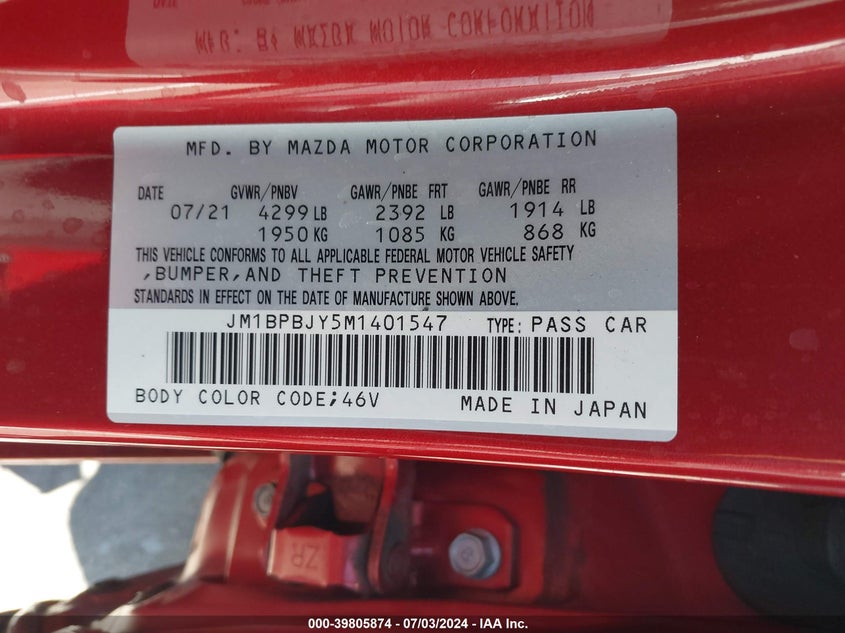 MFD. BY MAZDA MOTOR CORPORATION
DATE GVWR/PNBV GAWR/PNBE FRT GAWR/PNBE RR
07/21 4299 LB 2392 LB 1914 LB
1950 KG 1085 KG 868 KG
THIS VEHICLE CONFORMS TO ALL APPLICABLE FEDERAL MOTOR VEHICLE SAFETY
,BUMPER,AND THEFT PREVENTION
STANDARDS IN EFFECT ON THE DATE OF MANUFACTURE SHOWN ABOVE.
JM1BPBJY5M1401547 TYPE: PASS CAR
BODY COLOR CODE;46V MADE IN JAPAN
ZR
000-39805874 - 07/03/2024 - IAA Inc.